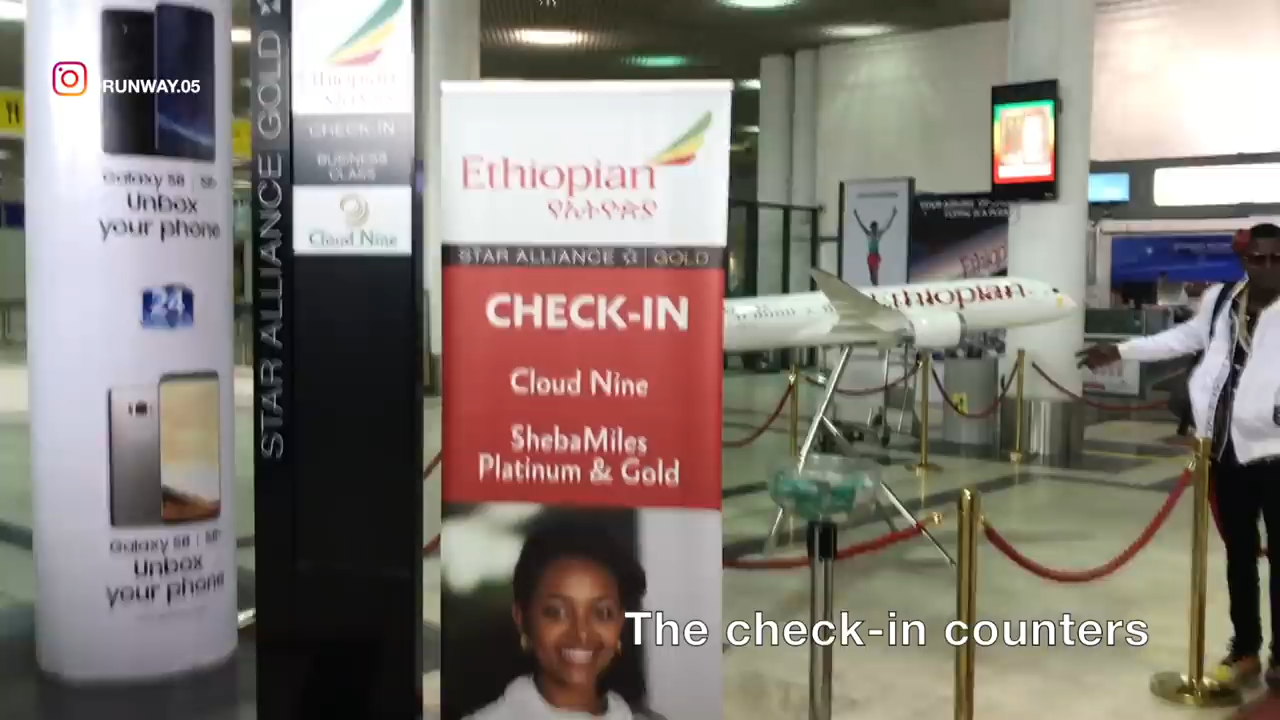 RUNWAY.05
Galaxy S8 | S8+
Unbox
your phone
24
Galaxy S8 | S8+
Unbox
your phone
STAR ALLIANCE GOLD
Ethiopian
CHECK-IN
BUSINESS
CLASS
Cloud Nine
Ethiopian
የኢትዮጵያ
STAR ALLIANCE GOLD
CHECK-IN
Cloud Nine
ShebaMiles
Platinum & Gold
Ethiopian
The check-in counters